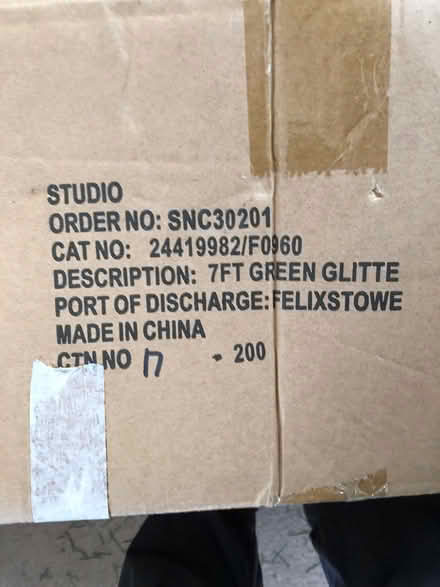 STUDIO
ORDER NO: SNC30201
CAT NO: 24419982/F0960
DESCRIPTION: 7FT GREEN GLITTE
PORT OF DISCHARGE:FELIXSTOWE
MADE IN CHINA
CTN NO 17 - 200